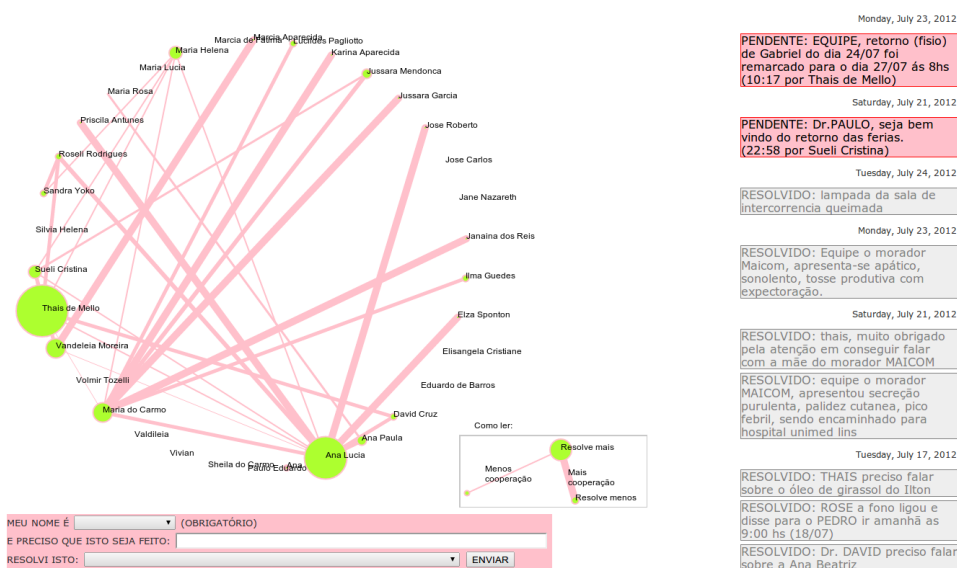 Marcia Aparecida
Marcia de Fatima
Lucides Pagliotto
Maria Helena
Karina Aparecida
Maria Lucia
Jussara Mendonca
Maria Rosa
Jussara Garcia
Priscila Antunes
Jose Roberto
Roseli Rodrigues
Jose Carlos
Sandra Yoko
Jane Nazareth
Silvia Helena
Janaina dos Reis
Sueli Cristina
Ilma Guedes
Thais de Mello
Elza Sponton
Vandeleia Moreira
Elisangela Cristiane
Volmir Tozelli
Eduardo de Barros
Maria do Carmo
David Cruz
Valdileia
Ana Paula
Vivian
Ana Lucia
Sheila do Carmo
Paulo Eduardo
Ana
Como ler:
Resolve mais
Menos
cooperação
Mais
cooperação
Resolve menos
MEU NOME É (OBRIGATÓRIO)
E PRECISO QUE ISTO SEJA FEITO:
RESOLVI ISTO: ENVIAR
Monday, July 23, 2012
PENDENTE: EQUIPE, retorno (fisio)
de Gabriel do dia 24/07 foi
remarcado para o dia 27/07 ás 8hs
(10:17 por Thais de Mello)
Saturday, July 21, 2012
PENDENTE: Dr.PAULO, seja bem
vindo do retorno das ferias.
(22:58 por Sueli Cristina)
Tuesday, July 24, 2012
RESOLVIDO: lampada da sala de
intercorrencia queimada
Monday, July 23, 2012
RESOLVIDO: Equipe o morador
Maicom, apresenta-se apático,
sonolento, tosse produtiva com
expectoração.
Saturday, July 21, 2012
RESOLVIDO: thais, muito obrigado
pela atenção em conseguir falar
com a mãe do morador MAICOM
RESOLVIDO: equipe o morador
MAICOM, apresentou secreção
purulenta, palidez cutanea, pico
febril, sendo encaminhado para
hospital unimed lins
Tuesday, July 17, 2012
RESOLVIDO: THAIS preciso falar
sobre o óleo de girassol do Ilton
RESOLVIDO: ROSE a fono ligou e
disse para o PEDRO ir amanhã as
9:00 hs (18/07)
RESOLVIDO: Dr. DAVID preciso falar
sobre a Ana Beatriz